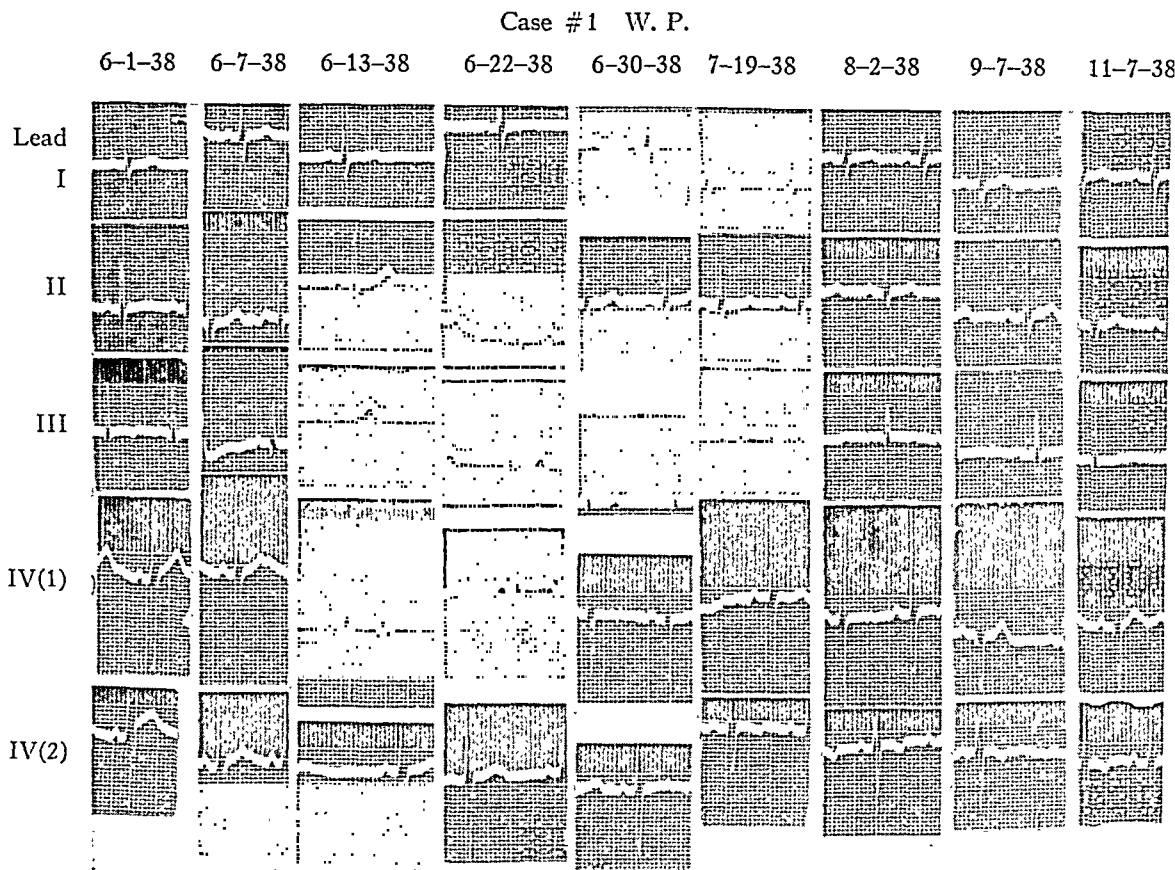 Case #1 W. P.
6–1–38 6–7–38 6–13–38 6–22–38 6–30–38 7–19–38 8–2–38 9–7–38 11–7–38
Lead
I
II
III
IV(1)
IV(2)